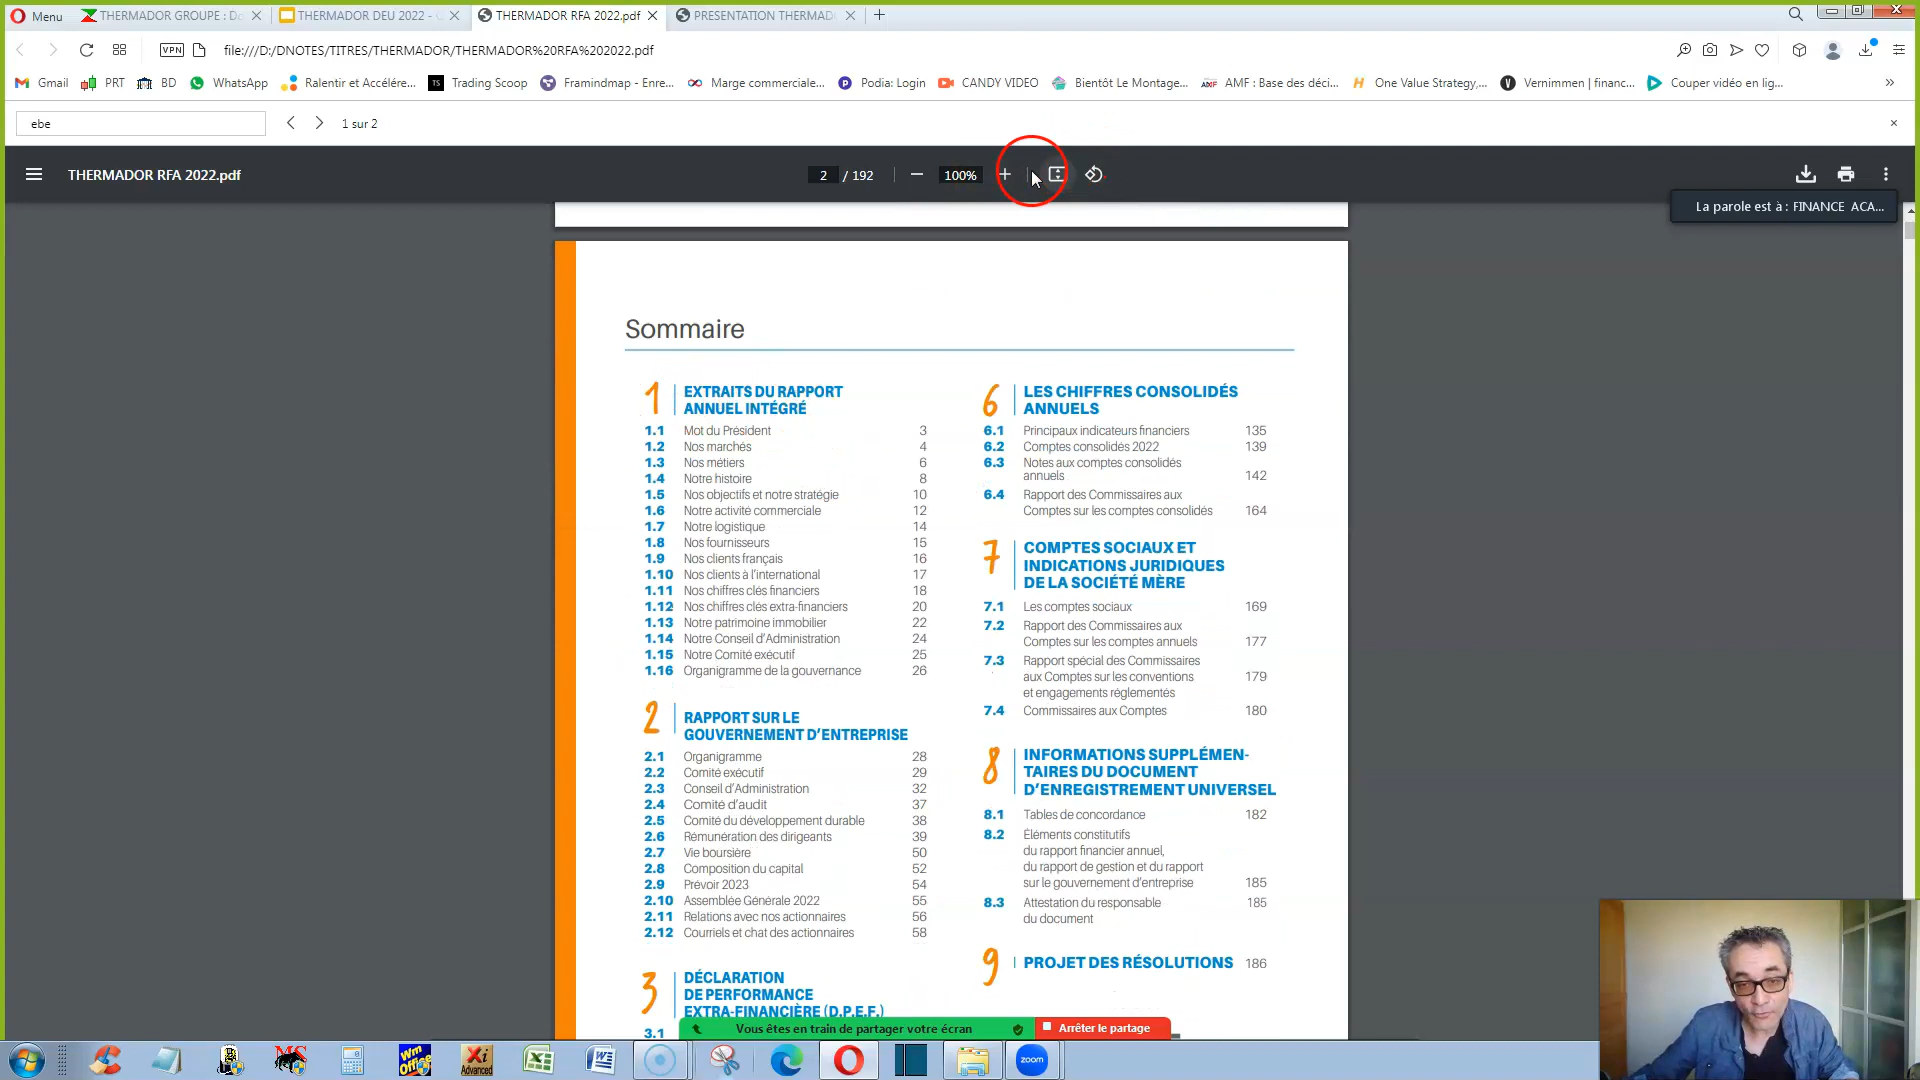 Menu
THERMADOR GROUPE : Do
THERMADOR DEU 2022 -
THERMADOR RFA 2022.pdf
PRESENTATION THERMAD
VPN
file:///D:/DNOTES/TITRES/THERMADOR/THERMADOR%20RFA%202022.pdf
Gmail
PRT
BD
WhatsApp
Ralentir et Accélére...
TS
Trading Scoop
Framindmap - Enre...
Marge commerciale...
Podia: Login
CANDY VIDEO
Bientôt Le Montage...
AMF : Base des déci...
One Value Strategy,...
Vernimmen | financ...
Couper vidéo en lig...
»
ebe
1 sur 2
THERMADOR RFA 2022.pdf
2 / 192
100%
La parole est à : FINANCE ACA...
Sommaire
1
EXTRAITS DU RAPPORT
ANNUEL INTÉGRÉ
1.1 Mot du Président 3
1.2 Nos marchés 4
1.3 Nos métiers 6
1.4 Notre histoire 8
1.5 Nos objectifs et notre stratégie 10
1.6 Notre activité commerciale 12
1.7 Notre logistique 14
1.8 Nos fournisseurs 15
1.9 Nos clients français 16
1.10 Nos clients à l'international 17
1.11 Nos chiffres clés financiers 18
1.12 Nos chiffres clés extra-financiers 20
1.13 Notre patrimoine immobilier 22
1.14 Notre Conseil d'Administration 24
1.15 Notre Comité exécutif 25
1.16 Organigramme de la gouvernance 26
2
RAPPORT SUR LE
GOUVERNEMENT D'ENTREPRISE
2.1 Organigramme 28
2.2 Comité exécutif 29
2.3 Conseil d'Administration 32
2.4 Comité d'audit 37
2.5 Comité du développement durable 38
2.6 Rémunération des dirigeants 39
2.7 Vie boursière 50
2.8 Composition du capital 52
2.9 Prévoir 2023 54
2.10 Assemblée Générale 2022 55
2.11 Relations avec nos actionnaires 56
2.12 Courriels et chat des actionnaires 58
3
DÉCLARATION
DE PERFORMANCE
EXTRA-FINANCIÈRE (D.P.E.F.)
3.1
6
LES CHIFFRES CONSOLIDÉS
ANNUELS
6.1 Principaux indicateurs financiers 135
6.2 Comptes consolidés 2022 139
6.3 Notes aux comptes consolidés
annuels 142
6.4 Rapport des Commissaires aux
Comptes sur les comptes consolidés 164
7
COMPTES SOCIAUX ET
INDICATIONS JURIDIQUES
DE LA SOCIÉTÉ MÈRE
7.1 Les comptes sociaux 169
7.2 Rapport des Commissaires aux
Comptes sur les comptes annuels 177
7.3 Rapport spécial des Commissaires
aux Comptes sur les conventions 179
et engagements réglementés
7.4 Commissaires aux Comptes 180
8
INFORMATIONS SUPPLÉMEN-
TAIRES DU DOCUMENT
D'ENREGISTREMENT UNIVERSEL
8.1 Tables de concordance 182
8.2 Éléments constitutifs
du rapport financier annuel,
du rapport de gestion et du rapport
sur le gouvernement d'entreprise 185
8.3 Attestation du responsable 185
du document
9
PROJET DES RÉSOLUTIONS 186
Vous êtes en train de partager votre écran
Arrêter le partage
Wm
Office
Xi
Advanced
zoom